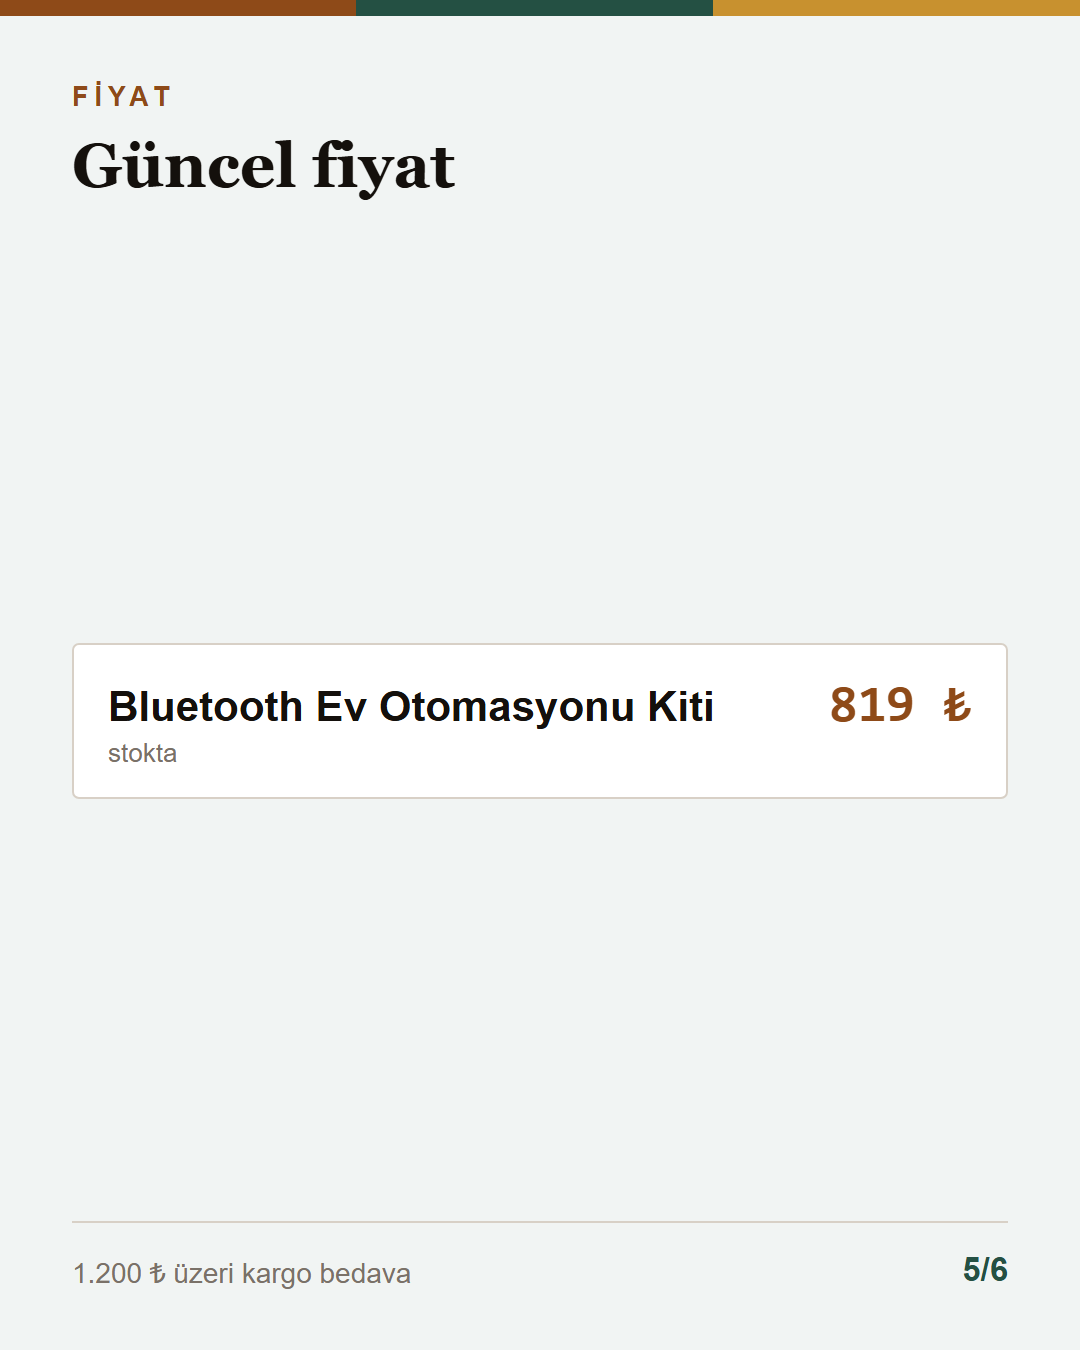 FİYAT
Güncel fiyat
Bluetooth Ev Otomasyonu Kiti
819 ₺
stokta
1.200 ₺ üzeri kargo bedava
5/6